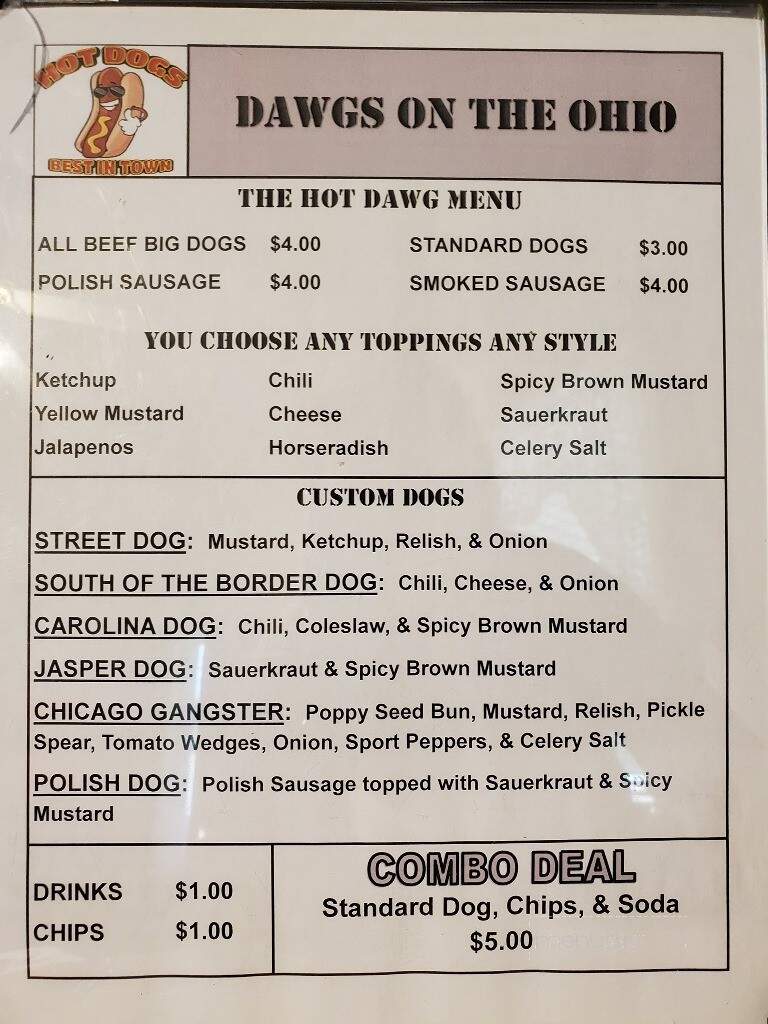 HOT DOGS
BEST IN TOWN
DAWGS ON THE OHIO
THE HOT DAWG MENU
ALL BEEF BIG DOGS $4.00 STANDARD DOGS $3.00
POLISH SAUSAGE $4.00 SMOKED SAUSAGE $4.00
YOU CHOOSE ANY TOPPINGS ANY STYLE
Ketchup Chili Spicy Brown Mustard
Yellow Mustard Cheese Sauerkraut
Jalapenos Horseradish Celery Salt
CUSTOM DOGS
STREET DOG: Mustard, Ketchup, Relish, & Onion
SOUTH OF THE BORDER DOG: Chili, Cheese, & Onion
CAROLINA DOG: Chili, Coleslaw, & Spicy Brown Mustard
JASPER DOG: Sauerkraut & Spicy Brown Mustard
CHICAGO GANGSTER: Poppy Seed Bun, Mustard, Relish, Pickle
Spear, Tomato Wedges, Onion, Sport Peppers, & Celery Salt
POLISH DOG: Polish Sausage topped with Sauerkraut & Spicy
Mustard
DRINKS $1.00
CHIPS $1.00
COMBO DEAL
Standard Dog, Chips, & Soda
$5.00